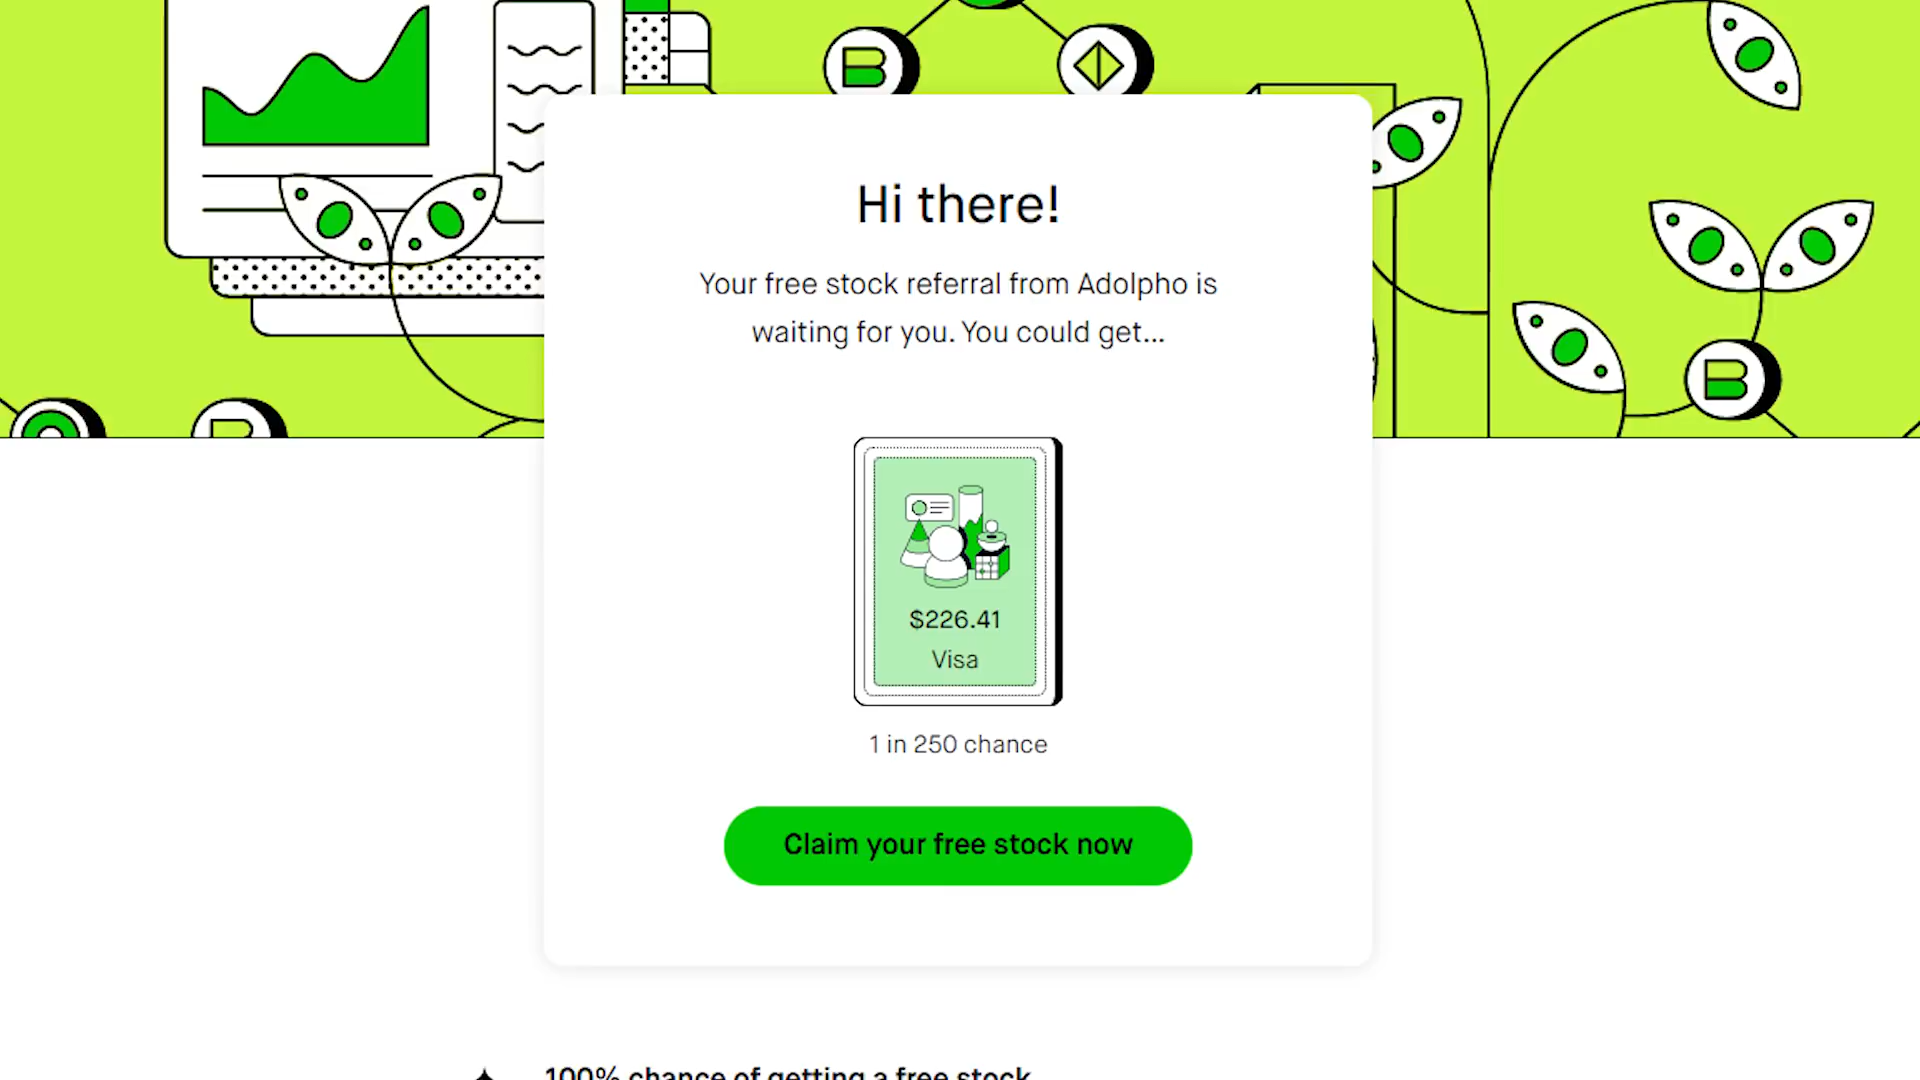 Hi there!
Your free stock referral from Adolpho is
waiting for you. You could get...
$226.41
Visa
1 in 250 chance
Claim your free stock now
100% chance of getting a free stock